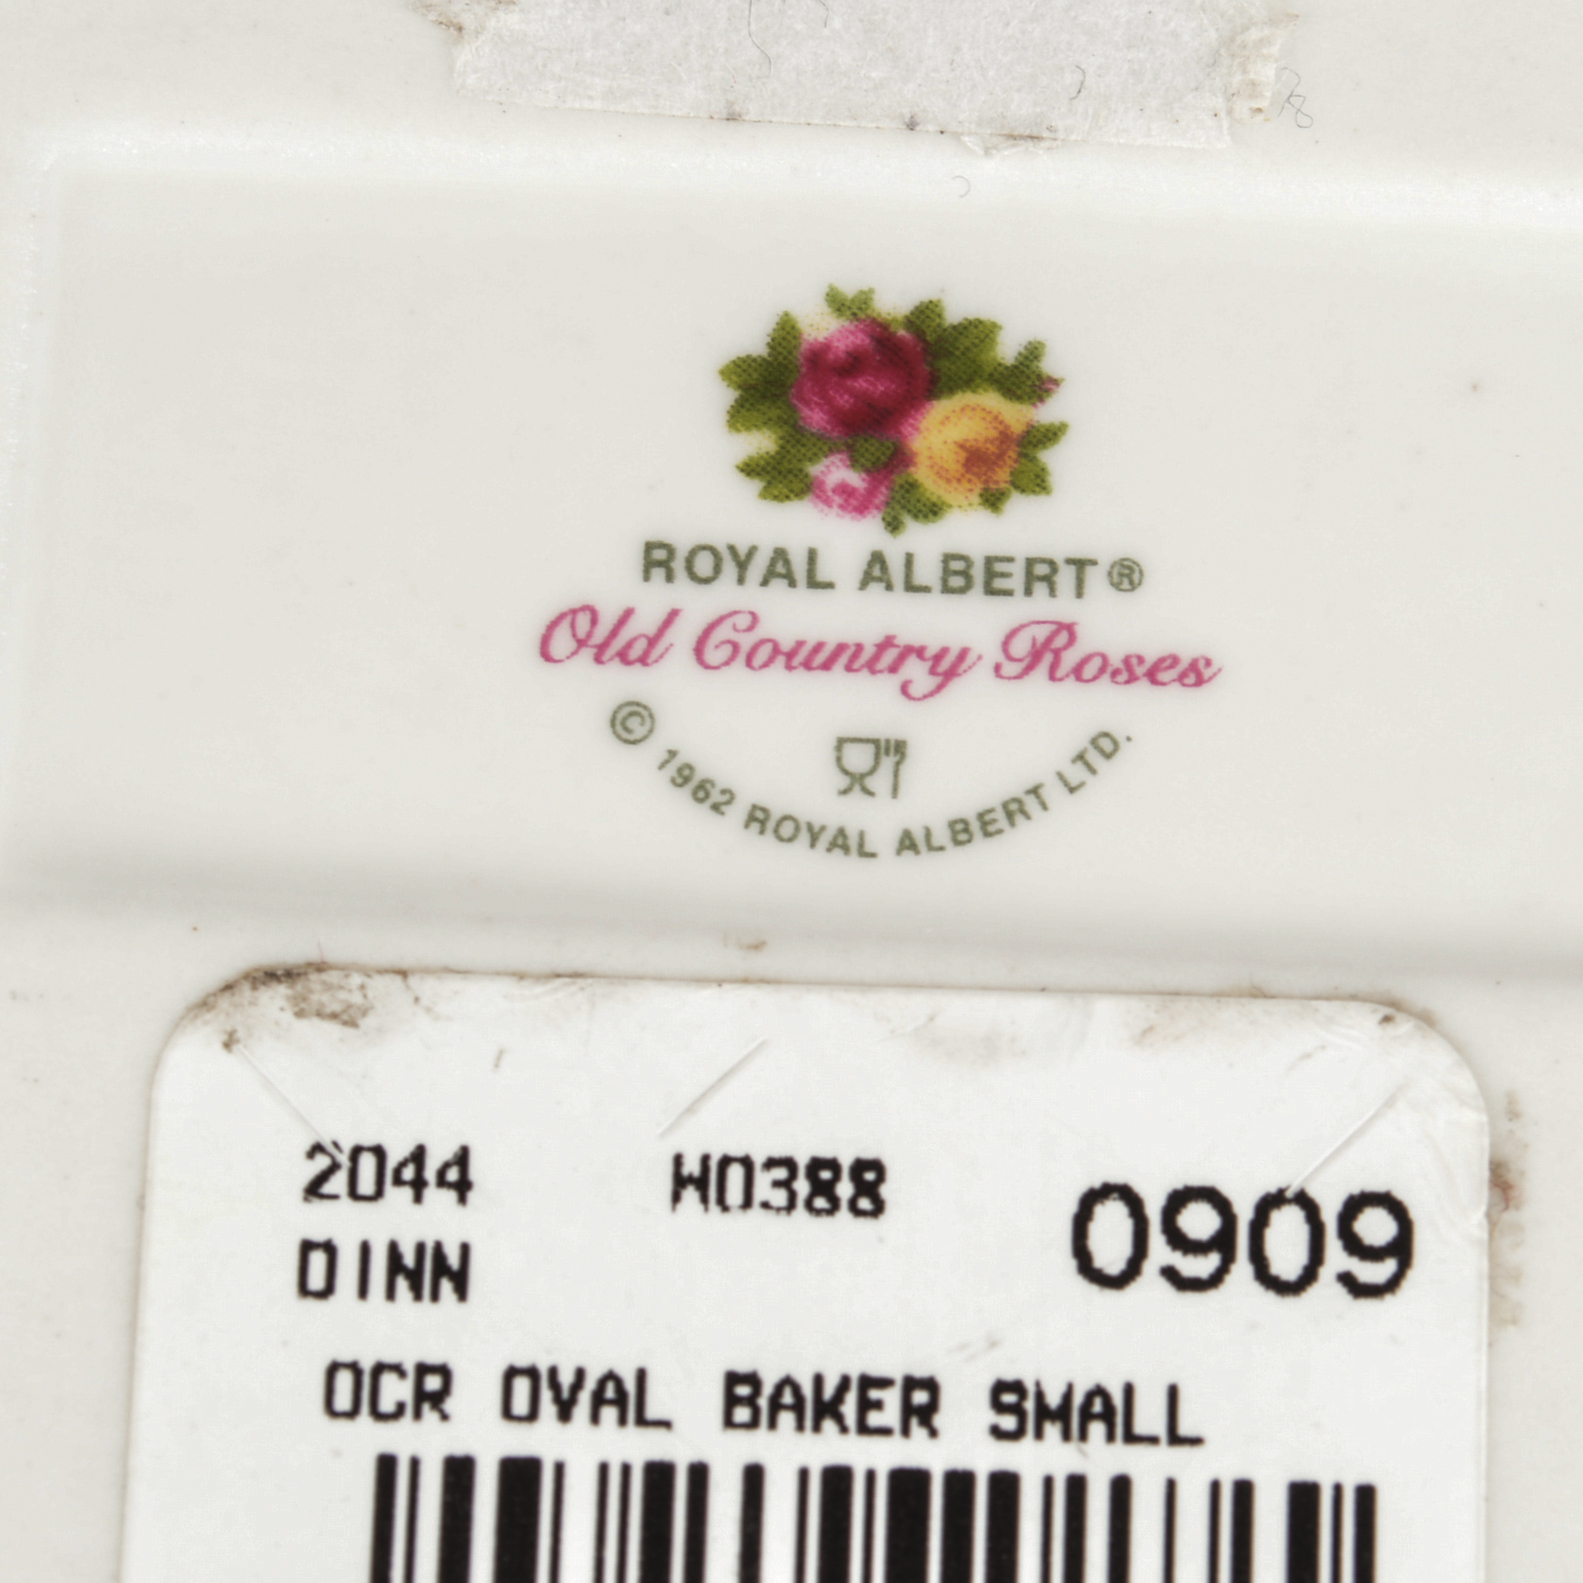 ROYAL ALBERT®
Old Country Roses
© 1962 ROYAL ALBERT LTD.
2044 W0388 0909
DINN
OCR OVAL BAKER SMALL